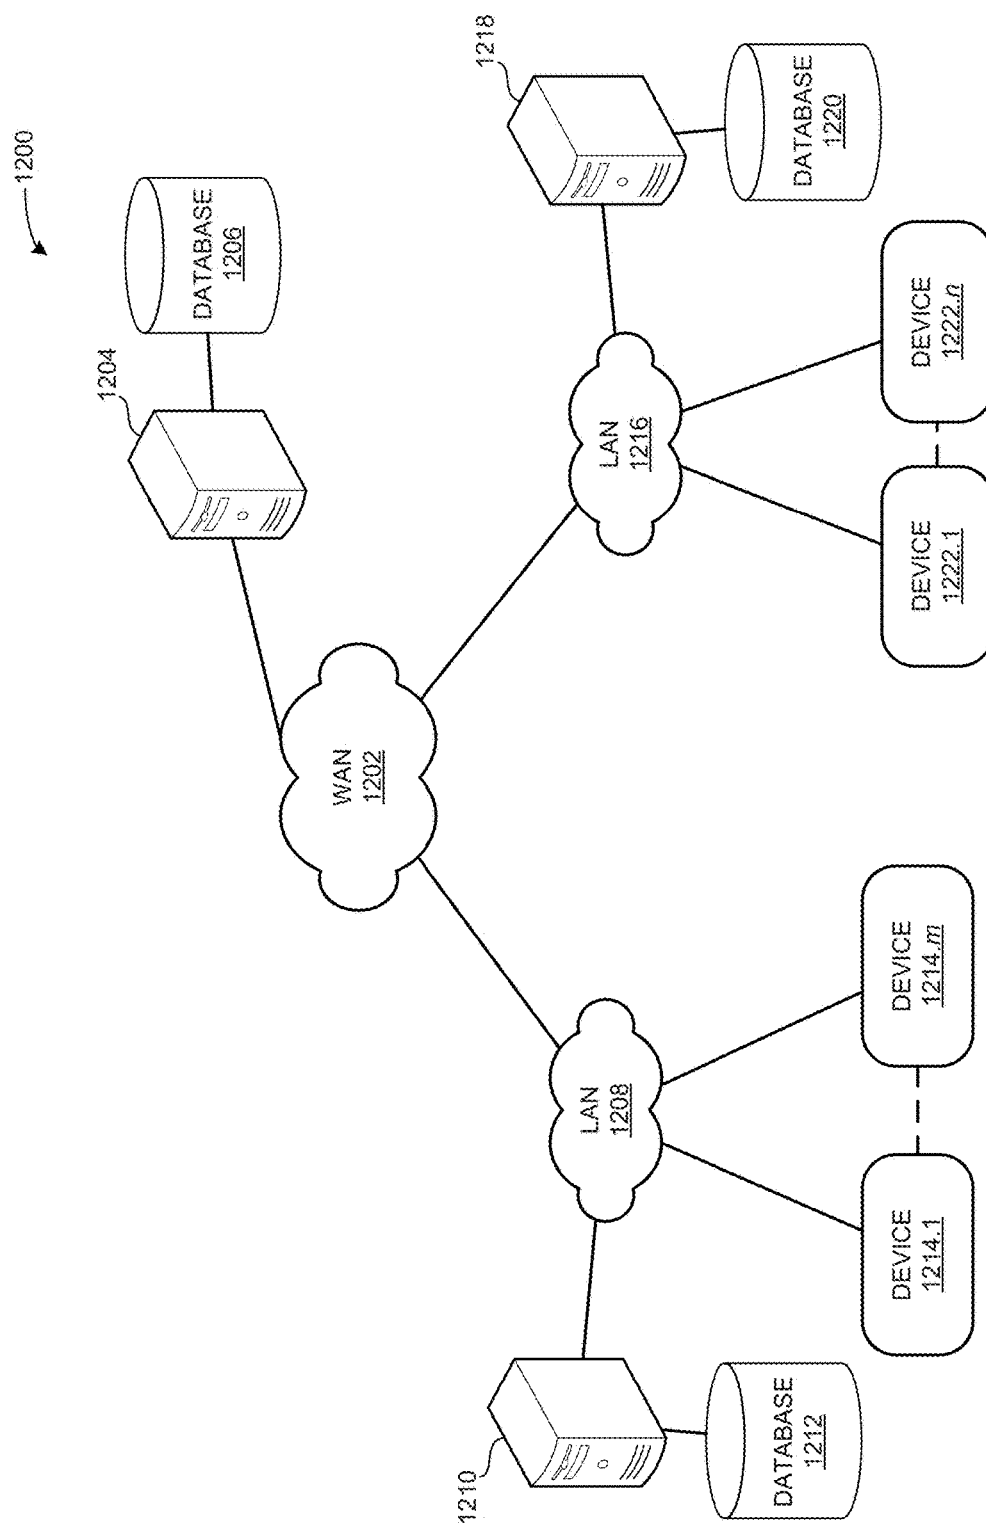 1200
DATABASE
1206
1204
1218
DATABASE
1220
WAN
1202
LAN
1216
LAN
1208
1210
DATABASE
1212
DEVICE
1214.1
DEVICE
1214.m
DEVICE
1222.1
DEVICE
1222.n